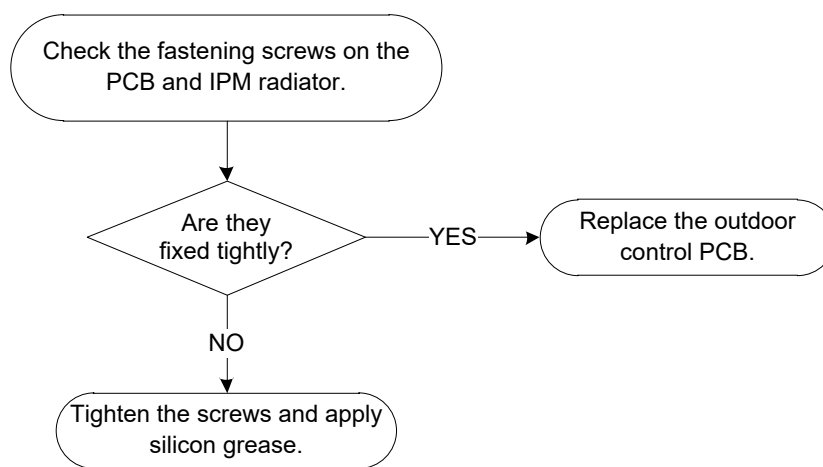 Check the fastening screws on the
PCB and IPM radiator.
Are they
fixed tightly?
YES
Replace the outdoor
control PCB.
NO
Tighten the screws and apply
silicon grease.